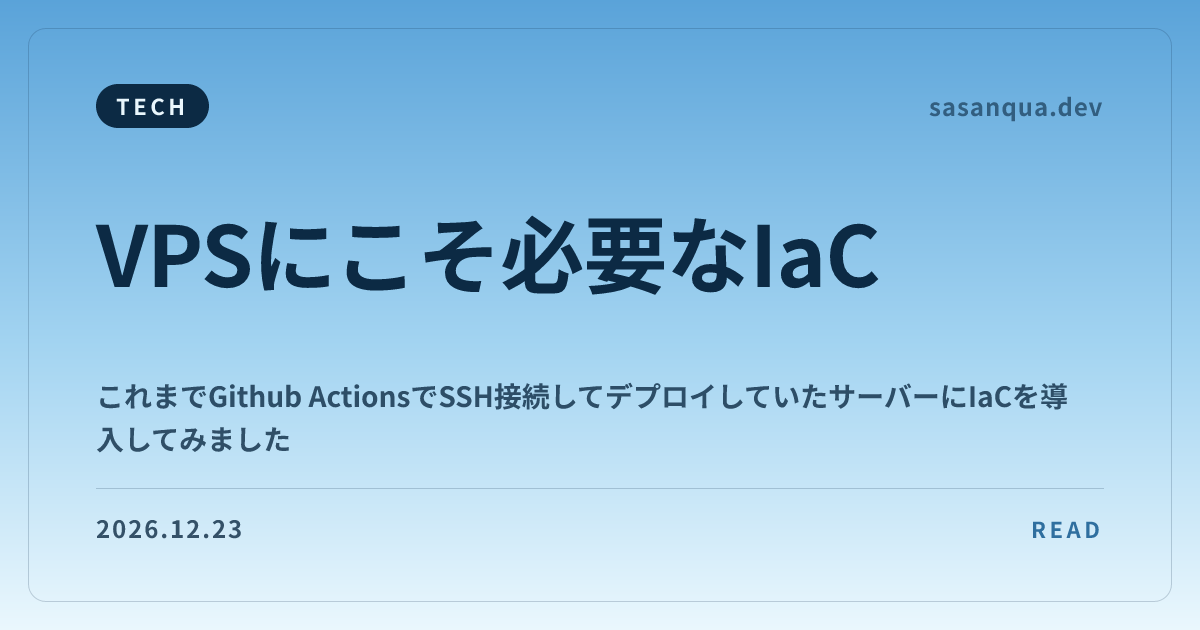 TECH
sasanqua.dev
VPSにこそ必要なIaC
これまでGithub ActionsでSSH接続してデプロイしていたサーバーにIaCを導
入してみました
2026.12.23
READ